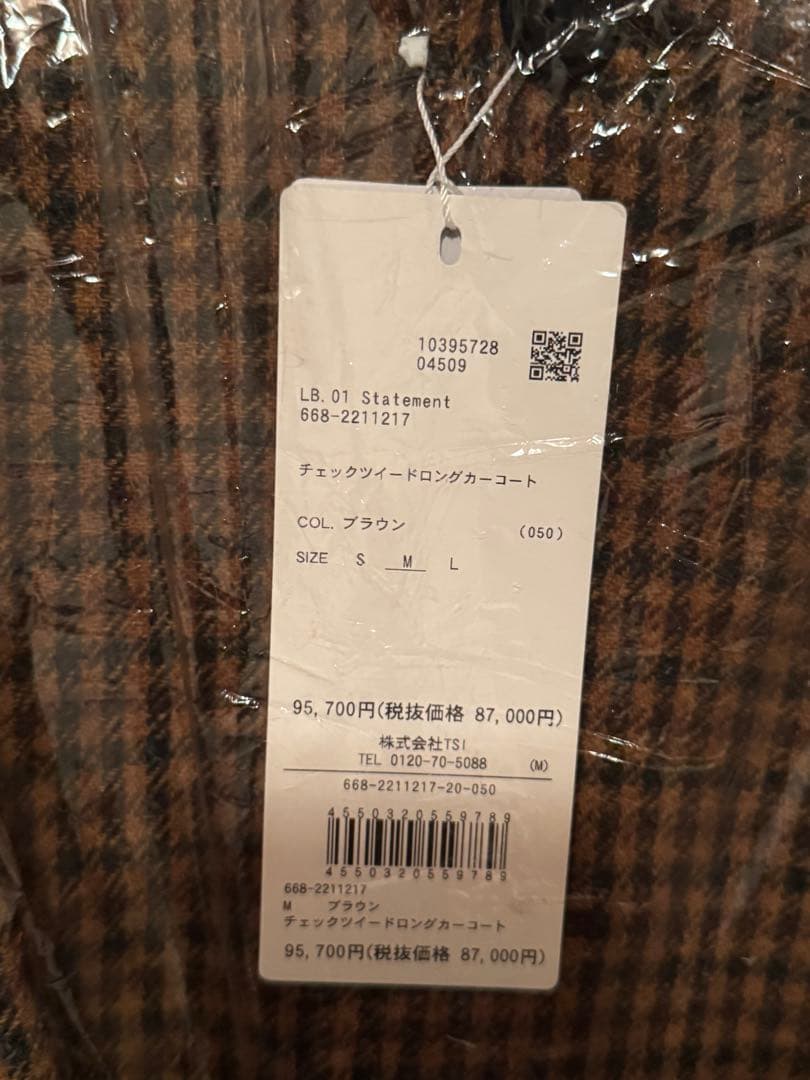 10395728
04509
LB.01 Statement
668-2211217
チェックツイードロングカーコート
COL. ブラウン (050)
SIZE S M L
95,700円(税抜価格 87,000円)
株式会社TSI
TEL 0120-70-5088 (M)
668-2211217-20-050
4550320559789
4550320559789
668-2211217
M ブラウン
チェックツイードロングカーコート
95,700円(税抜価格 87,000円)